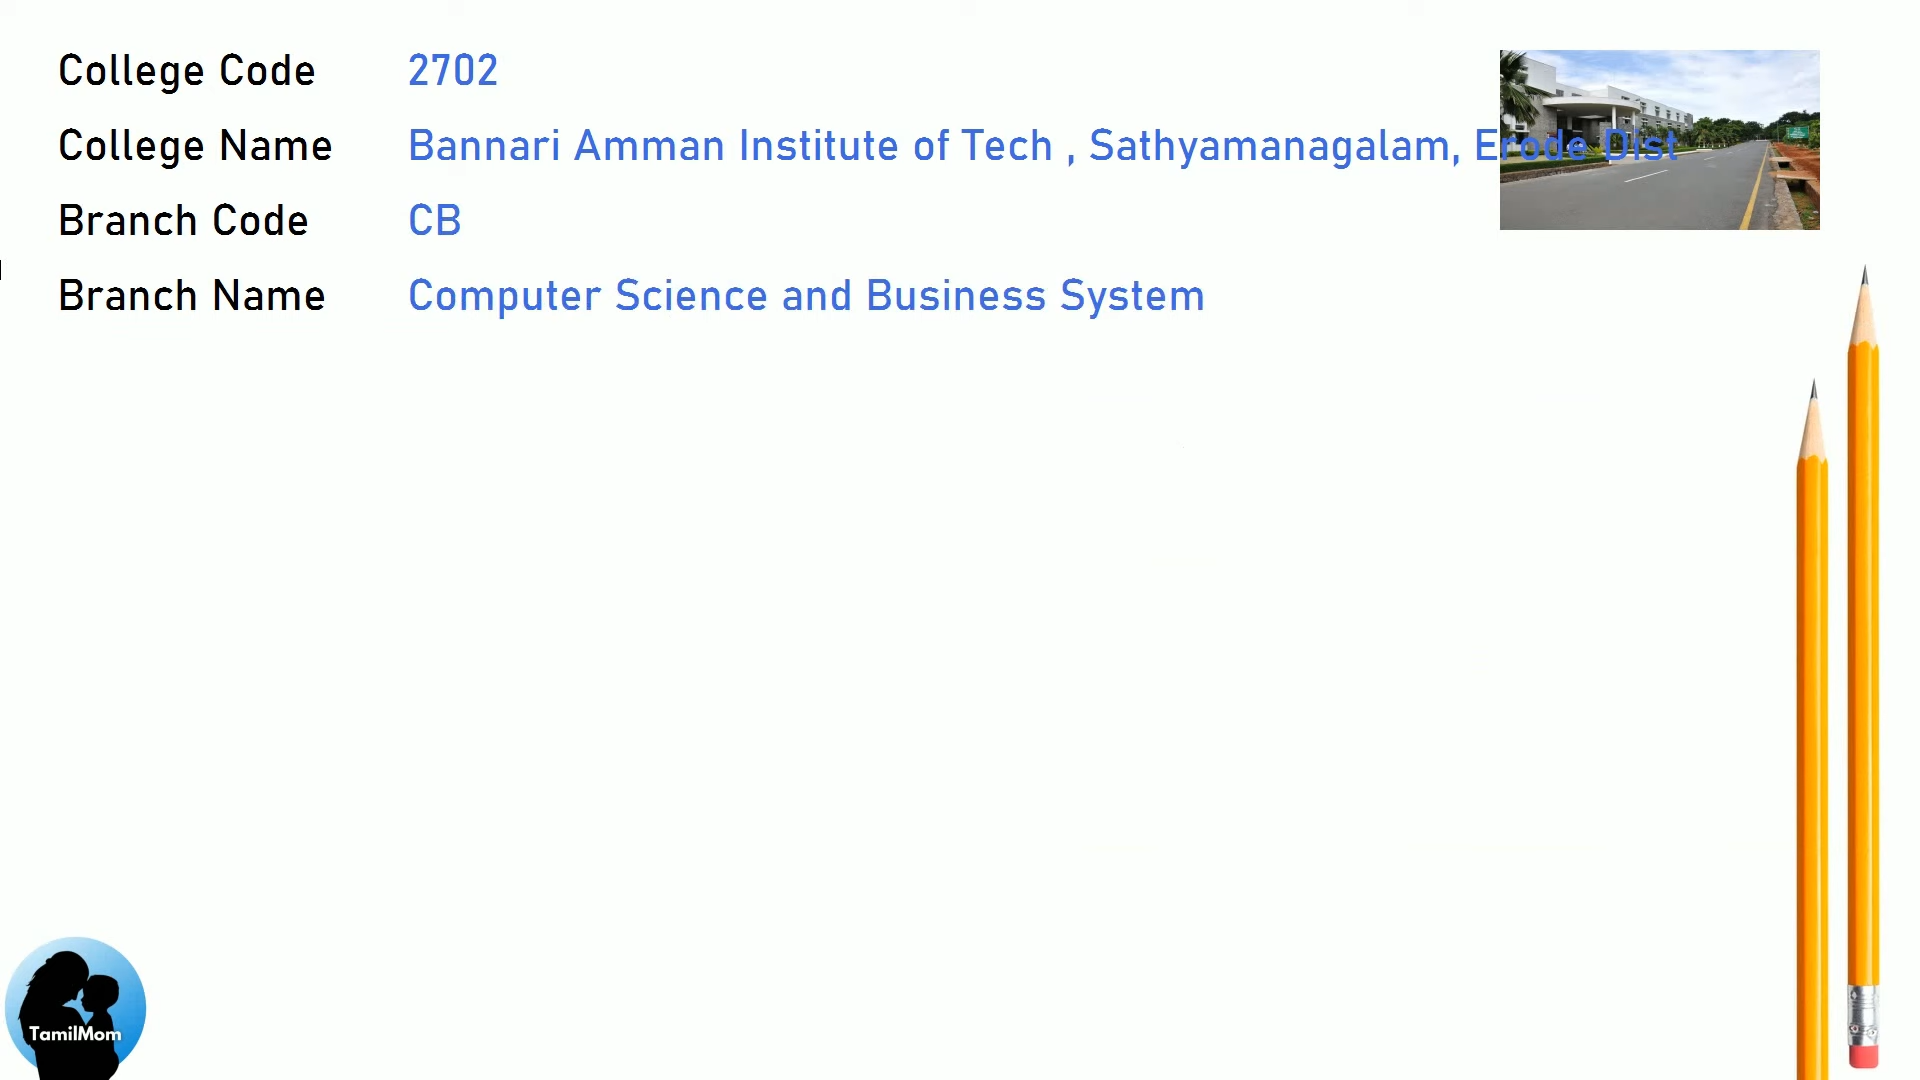 College Code 2702
College Name Bannari Amman Institute of Tech , Sathyamanagalam, Erode Dist
Branch Code CB
Branch Name Computer Science and Business System
TamilMom